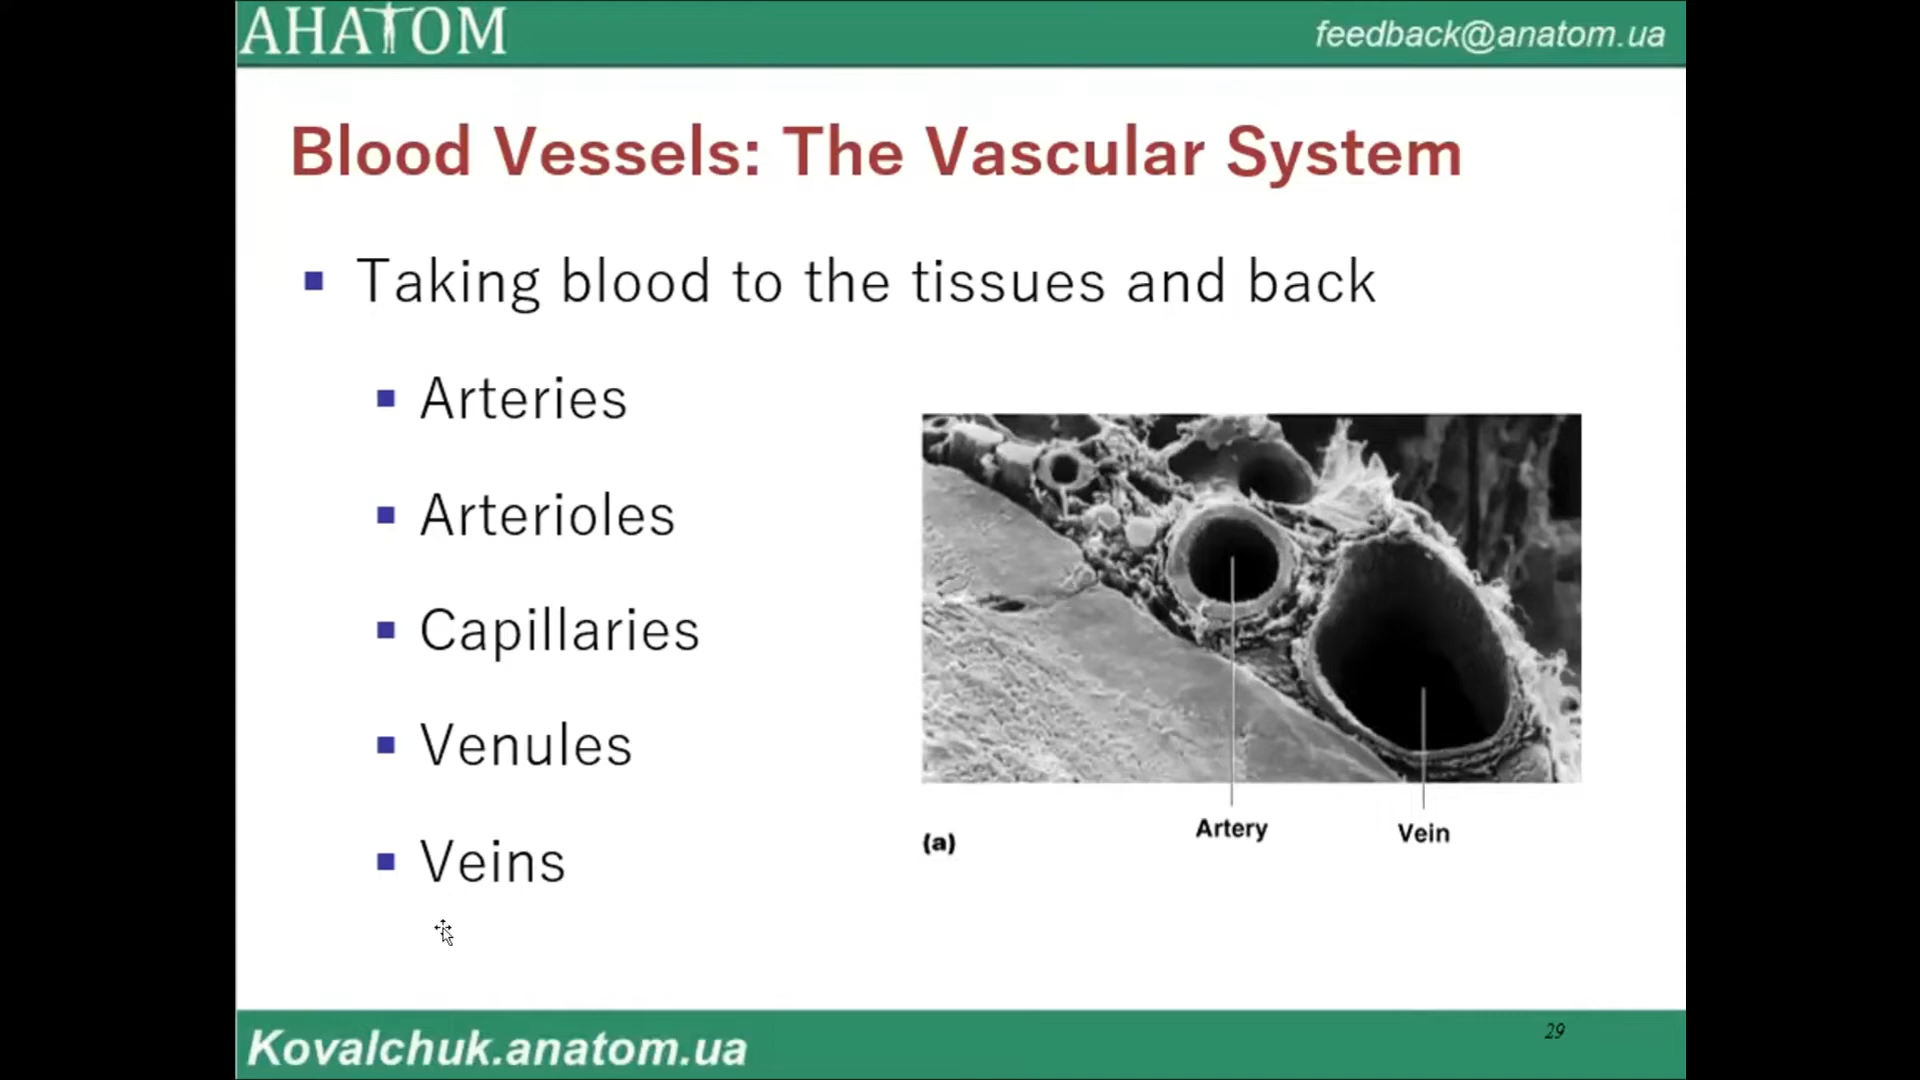 АНАТОМ
feedback@anatom.ua
Blood Vessels: The Vascular System
Taking blood to the tissues and back
Arteries
Arterioles
Capillaries
Venules
Veins
Artery
Vein
(a)
Kovalchuk.anatom.ua
29